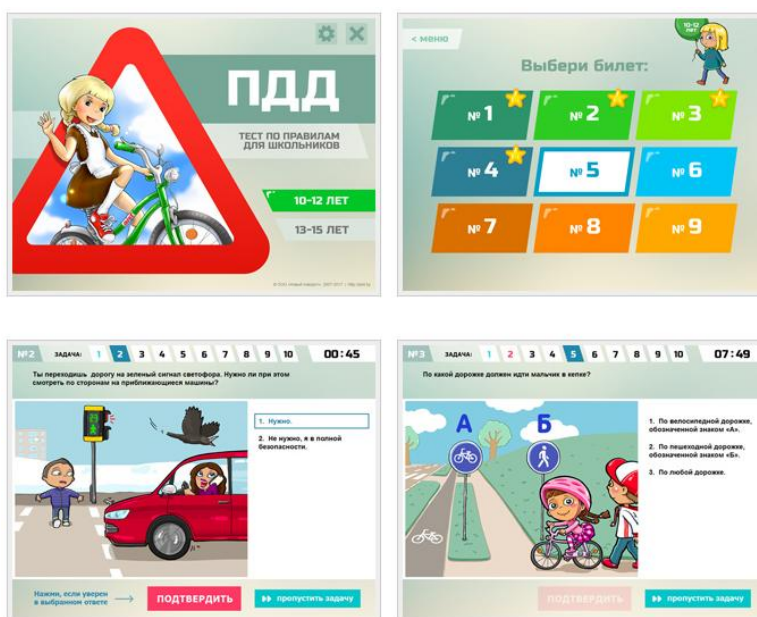 ПДД
ТЕСТ ПО ПРАВИЛАМ
ДЛЯ ШКОЛЬНИКОВ
10-12 ЛЕТ
13-15 ЛЕТ
< меню
10-12
лет
Выбери билет:
№ 1
№ 2
№ 3
№ 4
№ 5
№ 6
№ 7
№ 8
№ 9
№2 ЗАДАЧА: 1 2 3 4 5 6 7 8 9 10 00:45
Ты переходишь дорогу на зеленый сигнал светофора. Нужно ли при этом
смотреть по сторонам на приближающиеся машины?
1. Нужно.
2. Не нужно, я в полной
безопасности.
Нажми, если уверен
в выбранном ответе
ПОДТВЕРДИТЬ
пропустить задачу
№3 ЗАДАЧА: 1 2 3 4 5 6 7 8 9 10 07:49
По какой дорожке должен идти мальчик в кепке?
А Б
1. По велосипедной дорожке,
обозначенной знаком «А».
2. По пешеходной дорожке,
обозначенной знаком «Б».
3. По любой дорожке.
ПОДТВЕРДИТЬ
пропустить задачу